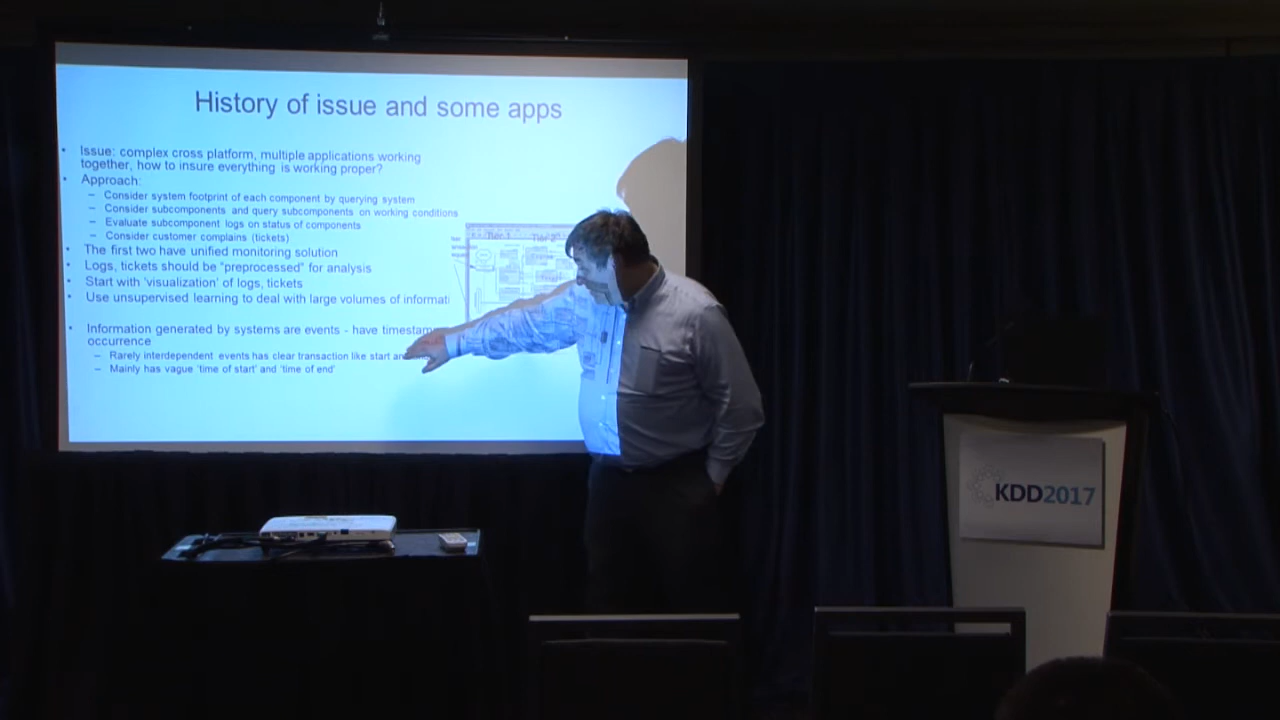 History of issue and some apps
• Issue: complex cross platform, multiple applications working
together, how to insure everything is working proper?
• Approach:
– Consider system footprint of each component by querying system
– Consider subcomponents and query subcomponents on working conditions
– Evaluate subcomponent logs on status of components
– Consider customer complains (tickets)
• The first two have unified monitoring solution
• Logs, tickets should be "preprocessed" for analysis
• Start with 'visualization' of logs, tickets
• Use unsupervised learning to deal with large volumes of informati
• Information generated by systems are events - have timestamp
occurrence
– Rarely interdependent events has clear transaction like start
– Mainly has vague 'time of start' and 'time of end'
Tier 1 Tier 2
KDD2017